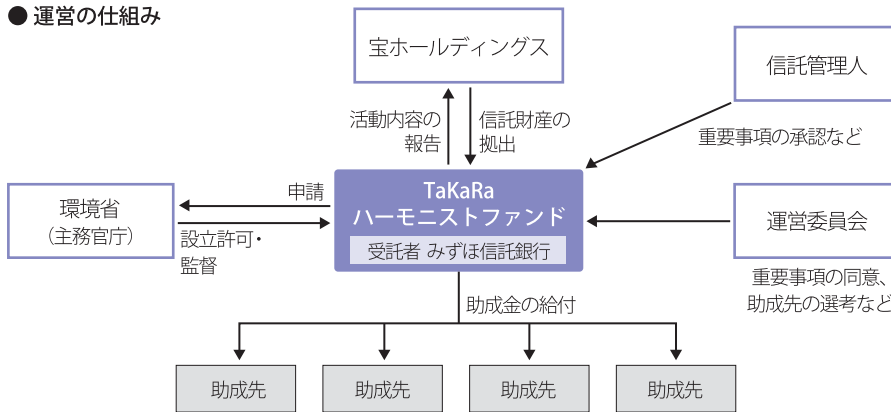 ● 運営の仕組み
宝ホールディングス
信託管理人
活動内容の
報告
信託財産の
拠出
重要事項の承認など
環境省
（主務官庁）
申請
設立許可・
監督
TaKaRa
ハーモニストファンド
受託者 みずほ信託銀行
運営委員会
重要事項の同意、
助成先の選考など
助成金の給付
助成先
助成先
助成先
助成先